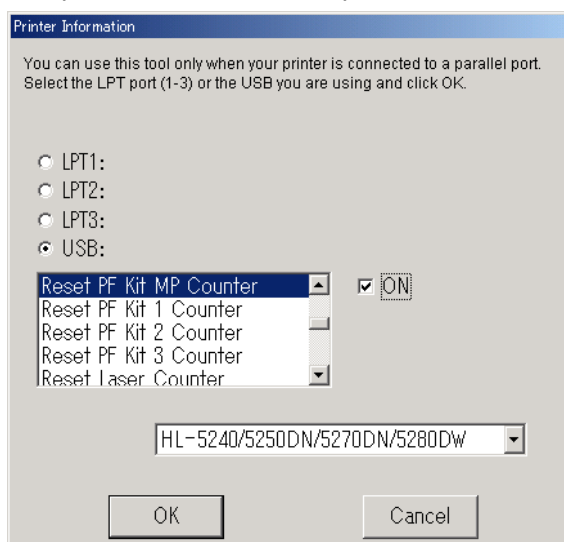 Printer Information
You can use this tool only when your printer is connected to a parallel port.
Select the LPT port (1-3) or the USB you are using and click OK.
LPT1:
LPT2:
LPT3:
USB:
Reset PF Kit MP Counter
ON
Reset PF Kit 1 Counter
Reset PF Kit 2 Counter
Reset PF Kit 3 Counter
Reset Laser Counter
HL-5240/5250DN/5270DN/5280DW
OK Cancel